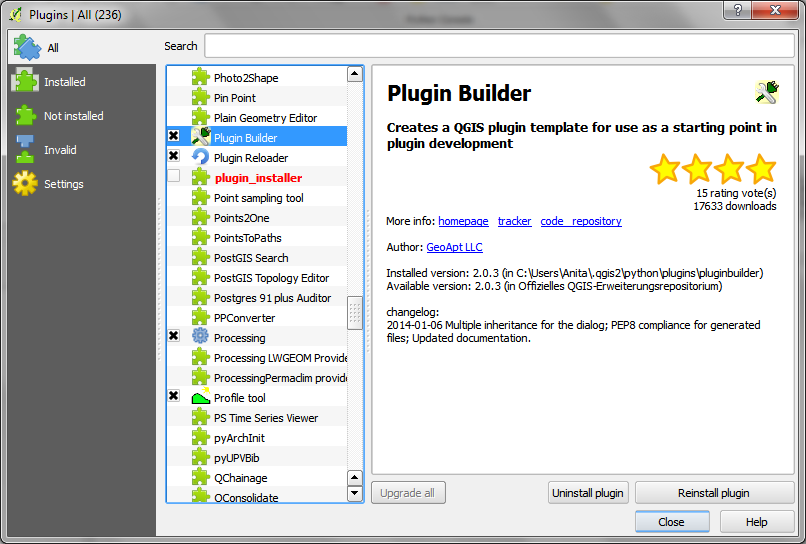 Plugins | All (236)
All
Installed
Not installed
Invalid
Settings
Search
Photo2Shape
Pin Point
Plain Geometry Editor
Plugin Builder
Plugin Reloader
plugin_installer
Point sampling tool
Points2One
PointsToPaths
PostGIS Search
PostGIS Topology Editor
Postgres 91 plus Auditor
PPConverter
Processing
Processing LWGEOM Provide
ProcessingPermaclim provide
Profile tool
PS Time Series Viewer
pyArchInit
pyUPVBib
QChainage
QConsolidate
Plugin Builder
Creates a QGIS plugin template for use as a starting point in
plugin development
15 rating vote(s)
17633 downloads
More info: homepage tracker code_repository
Author: GeoApt LLC
Installed version: 2.0.3 (in C:\Users\Anita\.qgis2\python\plugins\pluginbuilder)
Available version: 2.0.3 (in Offizielles QGIS-Erweiterungsrepositorium)
changelog:
2014-01-06 Multiple inheritance for the dialog; PEP8 compliance for generated
files; Updated documentation.
Upgrade all
Uninstall plugin
Reinstall plugin
Close
Help